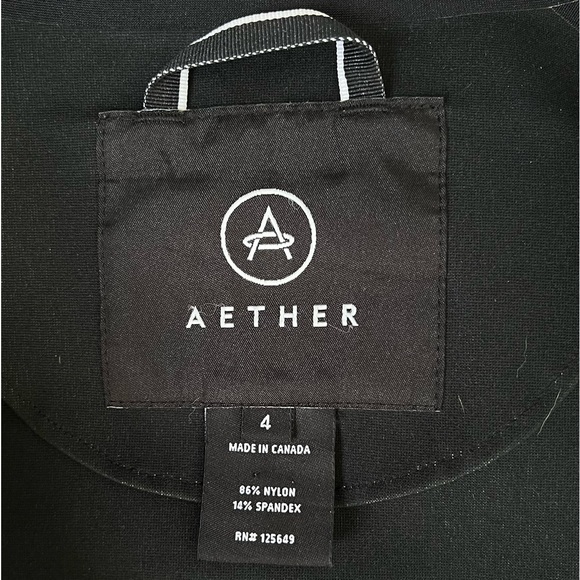 A
AETHER
4
MADE IN CANADA
86% NYLON
14% SPANDEX
RN# 125649